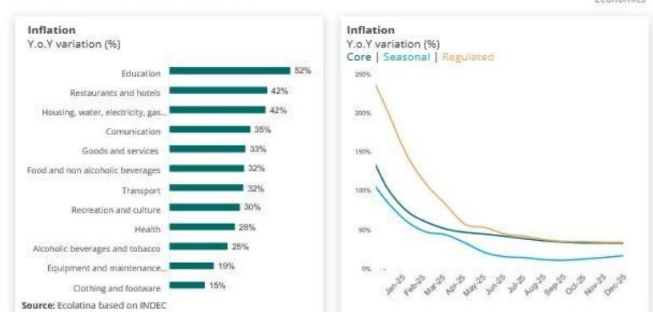 Economics
Inflation
Y.o.Y variation (%)
Education 52%
Restaurants and hotels 42%
Housing, water, electricity, gas... 42%
Comunication 35%
Goods and services 33%
Food and non alcoholic beverages 32%
Transport 32%
Recreation and culture 30%
Health 28%
Alcoholic beverages and tobacco 25%
Equipment and maintenance... 19%
Clothing and footware 15%
Source: Ecolatina based on INDEC
Inflation
Y.o.Y variation (%)
Core | Seasonal | Regulated
250%
200%
150%
100%
50%
0%
Jan-25
Feb-25
Mar-25
Apr-25
May-25
Jun-25
Jul-25
Aug-25
Sep-25
Oct-25
Nov-25
Dec-25